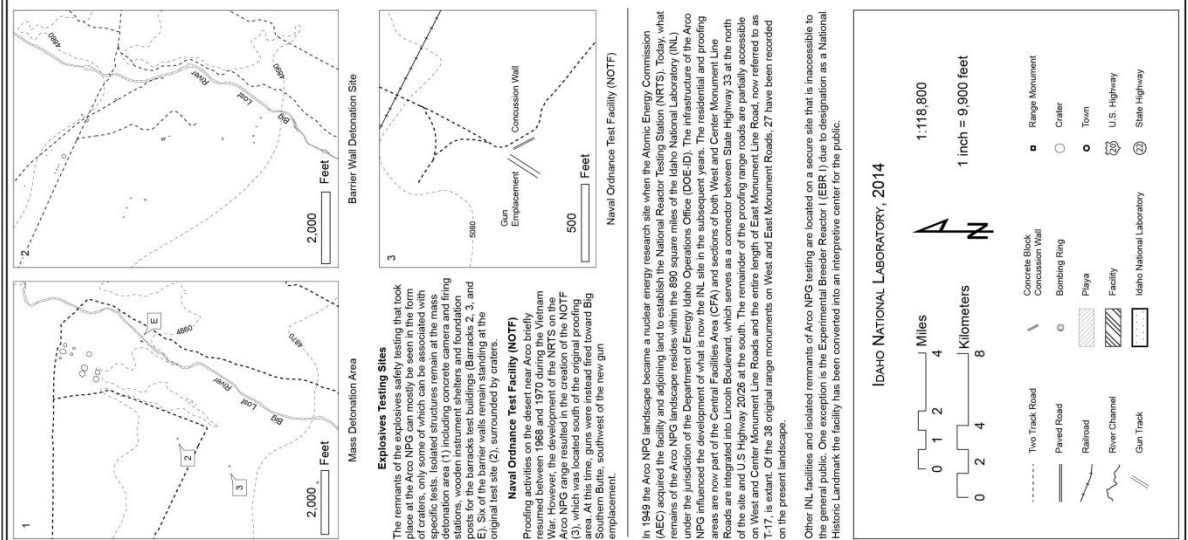 1
E
4860
4870
2
3
Big
Lost
River
2,000
Feet
Mass Detonation Area
2
4880
4890
Big
Lost
River
2,000
Feet
Barrier Wall Detonation Site
Explosives Testing Sites
The remnants of the explosives safety testing that took
place at the Arco NPG can mostly be seen in the form
of craters, only some of which can be associated with
specific tests. Isolated structures remain at the mass
detonation area (1) including concrete camera and firing
stations, wooden instrument shelters and foundation
posts for the barracks test buildings (Barracks 2, 3, and
E). Six of the barrier walls remain standing at the
original test site (2), surrounded by craters.
Naval Ordnance Test Facility (NOTF)
Proofing activities on the desert near Arco briefly
resumed between 1968 and 1970 during the Vietnam
War. However, the development of the NRTS on the
Arco NPG range resulted in the creation of the NOTF
(3), which was located south of the original proofing
area. At this time, guns were instead fired toward Big
Southern Butte, southwest of the new gun
emplacement.
3
5080
Gun
Emplacement
Concussion Wall
500
Feet
Naval Ordnance Test Facility (NOTF)
In 1949 the Arco NPG landscape became a nuclear energy research site when the Atomic Energy Commission
(AEC) acquired the facility and adjoining land to establish the National Reactor Testing Station (NRTS). Today, what
remains of the Arco NPG landscape resides within the 890 square miles of the Idaho National Laboratory (INL)
under the jurisdiction of the Department of Energy Idaho Operations Office (DOE-ID). The infrastructure of the Arco
NPG influenced the development of what is now the INL site in the subsequent years. The residential and proofing
areas are now part of the Central Facilities Area (CFA) and sections of both West and Center Monument Line
Roads are integrated into Lincoln Boulevard, which serves as a connector between State Highway 33 at the north
of the site and U.S Highway 20/26 at the south. The remainder of the proofing range roads are partially accessible
on West and Center Monument Line Roads and the entire length of East Monument Line Road, now referred to as
T-17, is extant. Of the 38 original range monuments on West and East Monument Roads, 27 have been recorded
on the present landscape.
Other INL facilities and isolated remnants of Arco NPG testing are located on a secure site that is inaccessible to
the general public. One exception is the Experimental Breeder Reactor I (EBR I) due to designation as a National
Historic Landmark the facility has been converted into an interpretive center for the public.
IDAHO NATIONAL LABORATORY, 2014
0 1 2 4
Miles
0 2 4 8
Kilometers
N
1:118,800
1 inch = 9,900 feet
Two Track Road
Paved Road
Railroad
River Channel
Gun Track
Concrete Block
Concussion Wall
Bombing Ring
Playa
Facility
Idaho National Laboratory
Range Monument
Crater
Town
20 U.S. Highway
22 State Highway